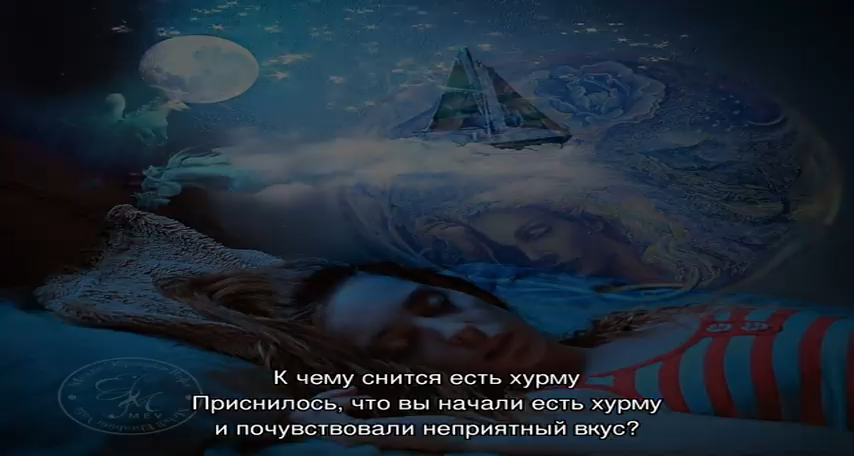 К чему снится есть хурму
Приснилось, что вы начали есть хурму
и почувствовали неприятный вкус?